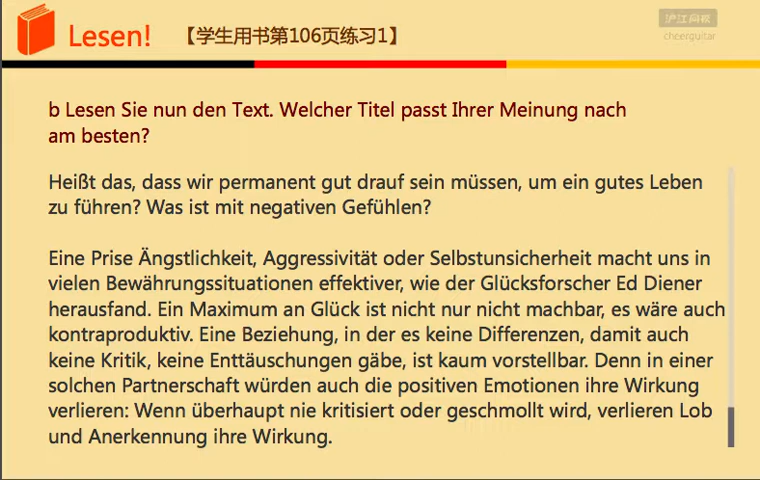 Lesen!
【学生用书第106页练习1】
沪江网校
cheerguitar
b Lesen Sie nun den Text. Welcher Titel passt Ihrer Meinung nach
am besten?
Heißt das, dass wir permanent gut drauf sein müssen, um ein gutes Leben
zu führen? Was ist mit negativen Gefühlen?
Eine Prise Ängstlichkeit, Aggressivität oder Selbstunsicherheit macht uns in
vielen Bewährungssituationen effektiver, wie der Glücksforscher Ed Diener
herausfand. Ein Maximum an Glück ist nicht nur nicht machbar, es wäre auch
kontraproduktiv. Eine Beziehung, in der es keine Differenzen, damit auch
keine Kritik, keine Enttäuschungen gäbe, ist kaum vorstellbar. Denn in einer
solchen Partnerschaft würden auch die positiven Emotionen ihre Wirkung
verlieren: Wenn überhaupt nie kritisiert oder geschmollt wird, verlieren Lob
und Anerkennung ihre Wirkung.